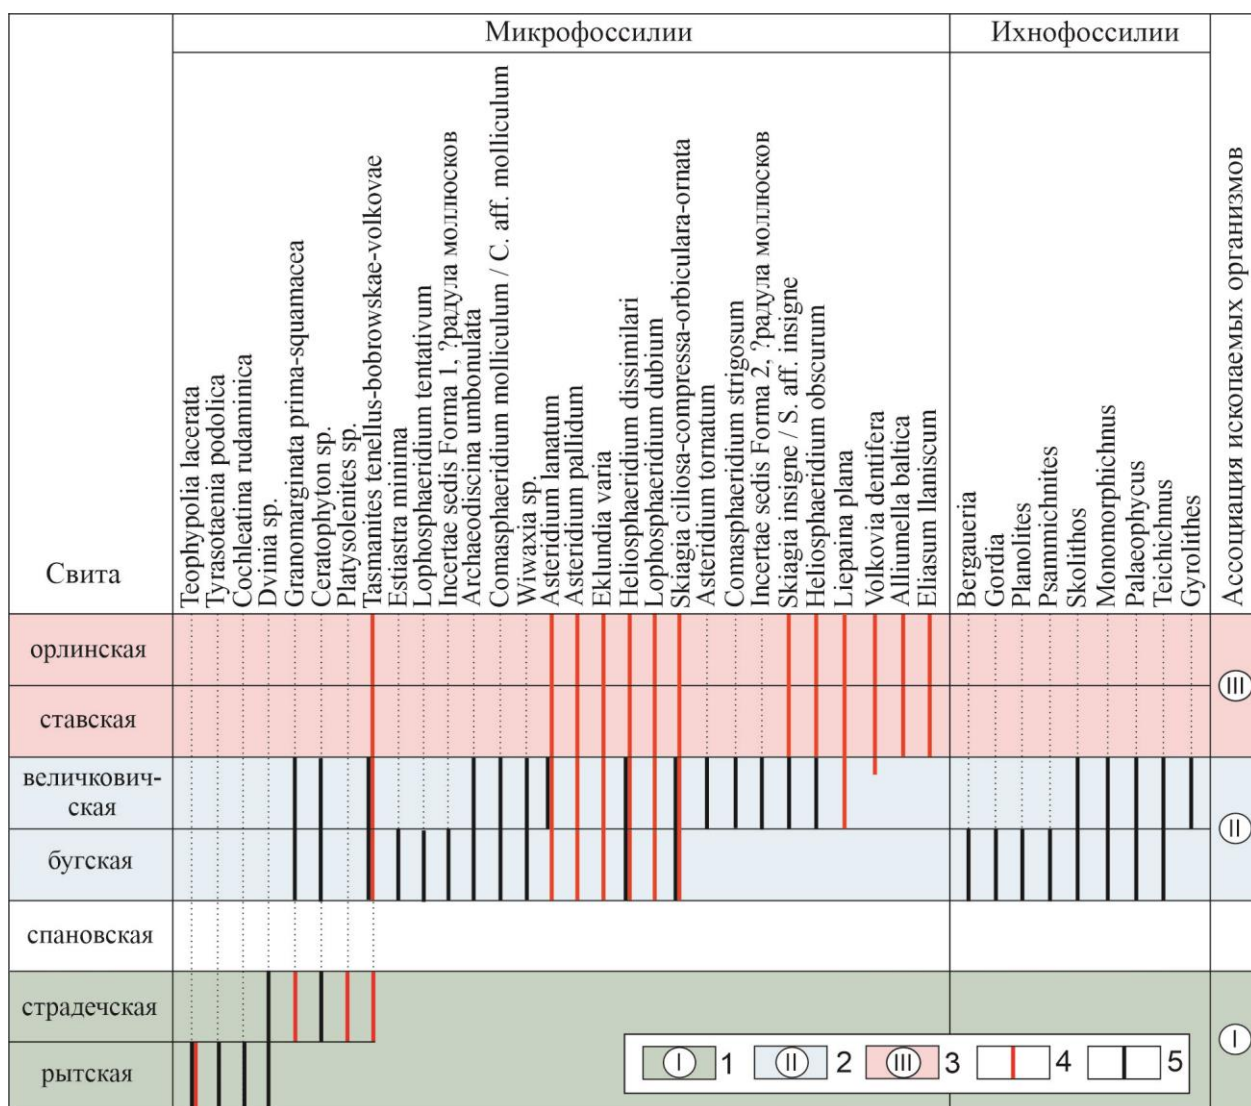 Микрофоссилии
Ихнофоссилии
Свита
Teophypolia lacerata
Tyrasotaenia podolica
Cochleatina rudaminica
Dvinia sp.
Granomarginata prima-squamacea
Ceratophyton sp.
Platysolenites sp.
Tasmanites tenellus-bobrowskae-volkovae
Estiastra minima
Lophosphaeridium tentativum
Incertae sedis Forma 1, ?радула моллюсков
Archaeodiscina umbonulata
Comasphaeridium molliculum / C. aff. molliculum
Wiwaxia sp.
Asteridium lanatum
Asteridium pallidum
Eklundia varia
Heliosphaeridium dissimilari
Lophosphaeridium dubium
Skiagia ciliosa-compressa-orbiculara-ornata
Asteridium tornatum
Comasphaeridium strigosum
Incertae sedis Forma 2, ?радула моллюсков
Skiagia insigne / S. aff. insigne
Heliosphaeridium obscurum
Liepaina plana
Volkovia dentifera
Alliumella baltica
Eliasum llaniscum
Bergaueria
Gordia
Planolites
Psammichnites
Skolithos
Monomorphichnus
Palaeophycus
Teichichnus
Gyrolithes
Ассоциация ископаемых организмов
орлинская
ставская
III
величкович-
ская
бугская
II
спановская
страдечская
рытская
I
I 1 II 2 III 3 4 5